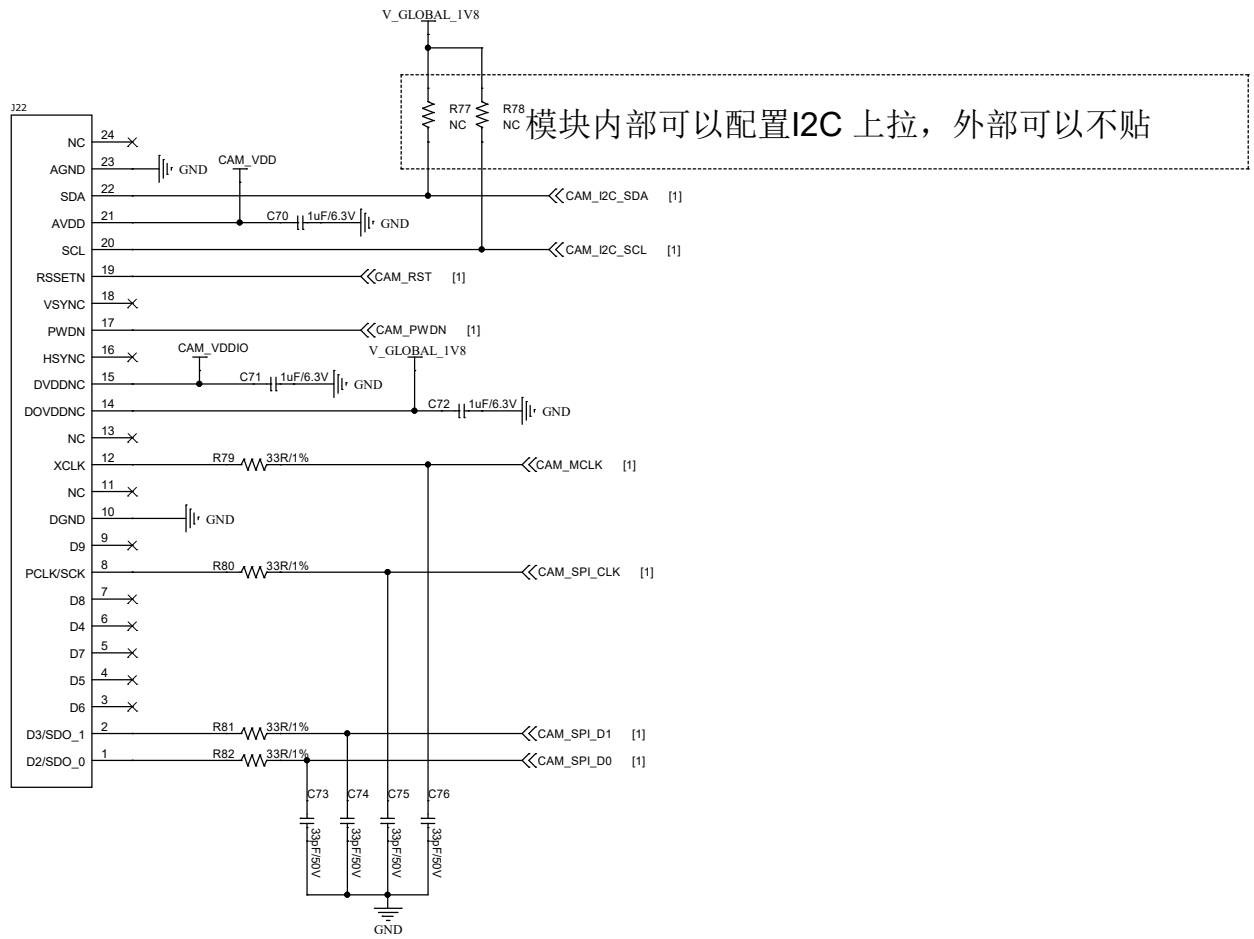 V_GLOBAL_1V8
J22
R77 R78
NC NC
模块内部可以配置I2C 上拉，外部可以不贴
NC 24
AGND 23 GND CAM_VDD
SDA 22 CAM_I2C_SDA [1]
AVDD 21 C70 1uF/6.3V GND
SCL 20 CAM_I2C_SCL [1]
RSSETN 19 CAM_RST [1]
VSYNC 18
PWDN 17 CAM_PWDN [1]
HSYNC 16 CAM_VDDIO V_GLOBAL_1V8
DVDDNC 15 C71 1uF/6.3V GND
DOVDDNC 14 C72 1uF/6.3V GND
NC 13
XCLK 12 R79 33R/1% CAM_MCLK [1]
NC 11
DGND 10 GND
D9 9
PCLK/SCK 8 R80 33R/1% CAM_SPI_CLK [1]
D8 7
D4 6
D7 5
D5 4
D6 3
D3/SDO_1 2 R81 33R/1% CAM_SPI_D1 [1]
D2/SDO_0 1 R82 33R/1% CAM_SPI_D0 [1]
C73 C74 C75 C76
33pF/50V 33pF/50V 33pF/50V 33pF/50V
GND